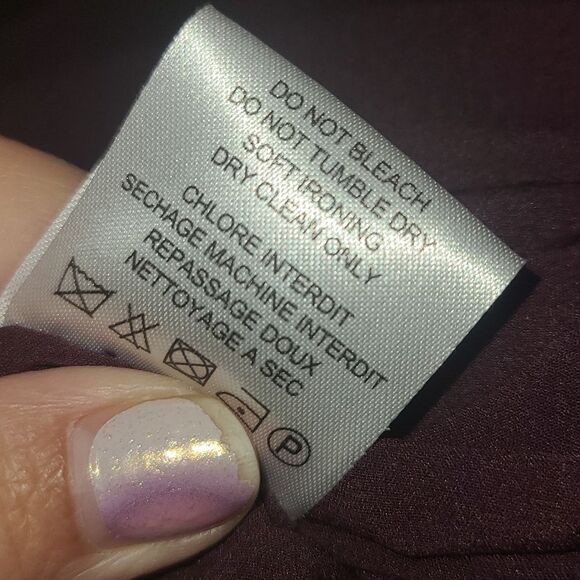 DO NOT BLEACH
DO NOT TUMBLE DRY
SOFT IRONING
DRY CLEAN ONLY
CHLORE INTERDIT
SECHAGE MACHINE INTERDIT
REPASSAGE DOUX
NETTOYAGE A SEC
P